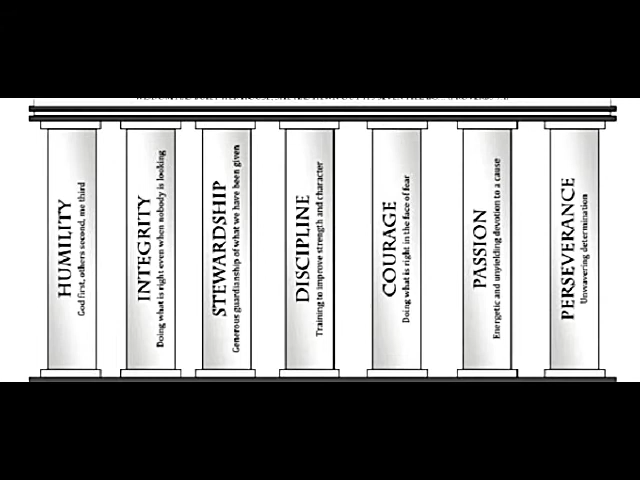 HUMILITY
God first, others second, me third
INTEGRITY
Doing what is right even when nobody is looking
STEWARDSHIP
Generous guardianship of what we have been given
DISCIPLINE
Training to improve strength and character
COURAGE
Doing what is right in the face of fear
PASSION
Energetic and unyielding devotion to a cause
PERSEVERANCE
Unwavering determination